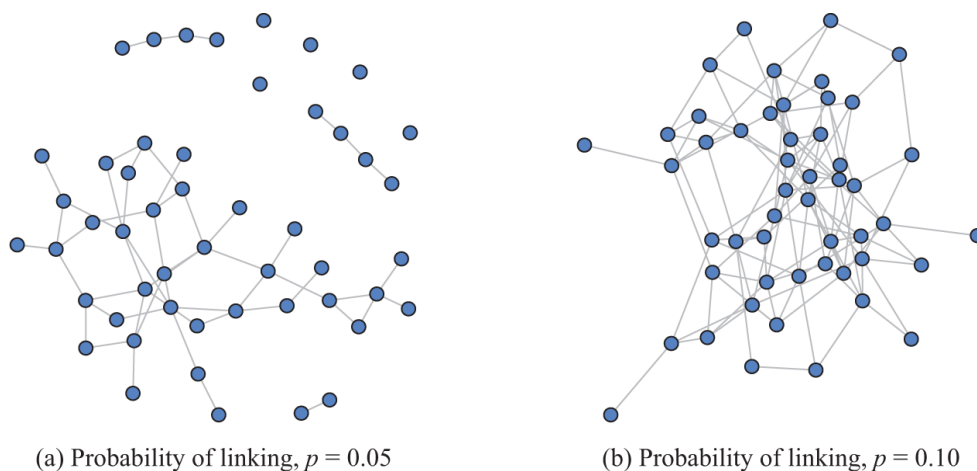 (a) Probability of linking, p = 0.05
(b) Probability of linking, p = 0.10